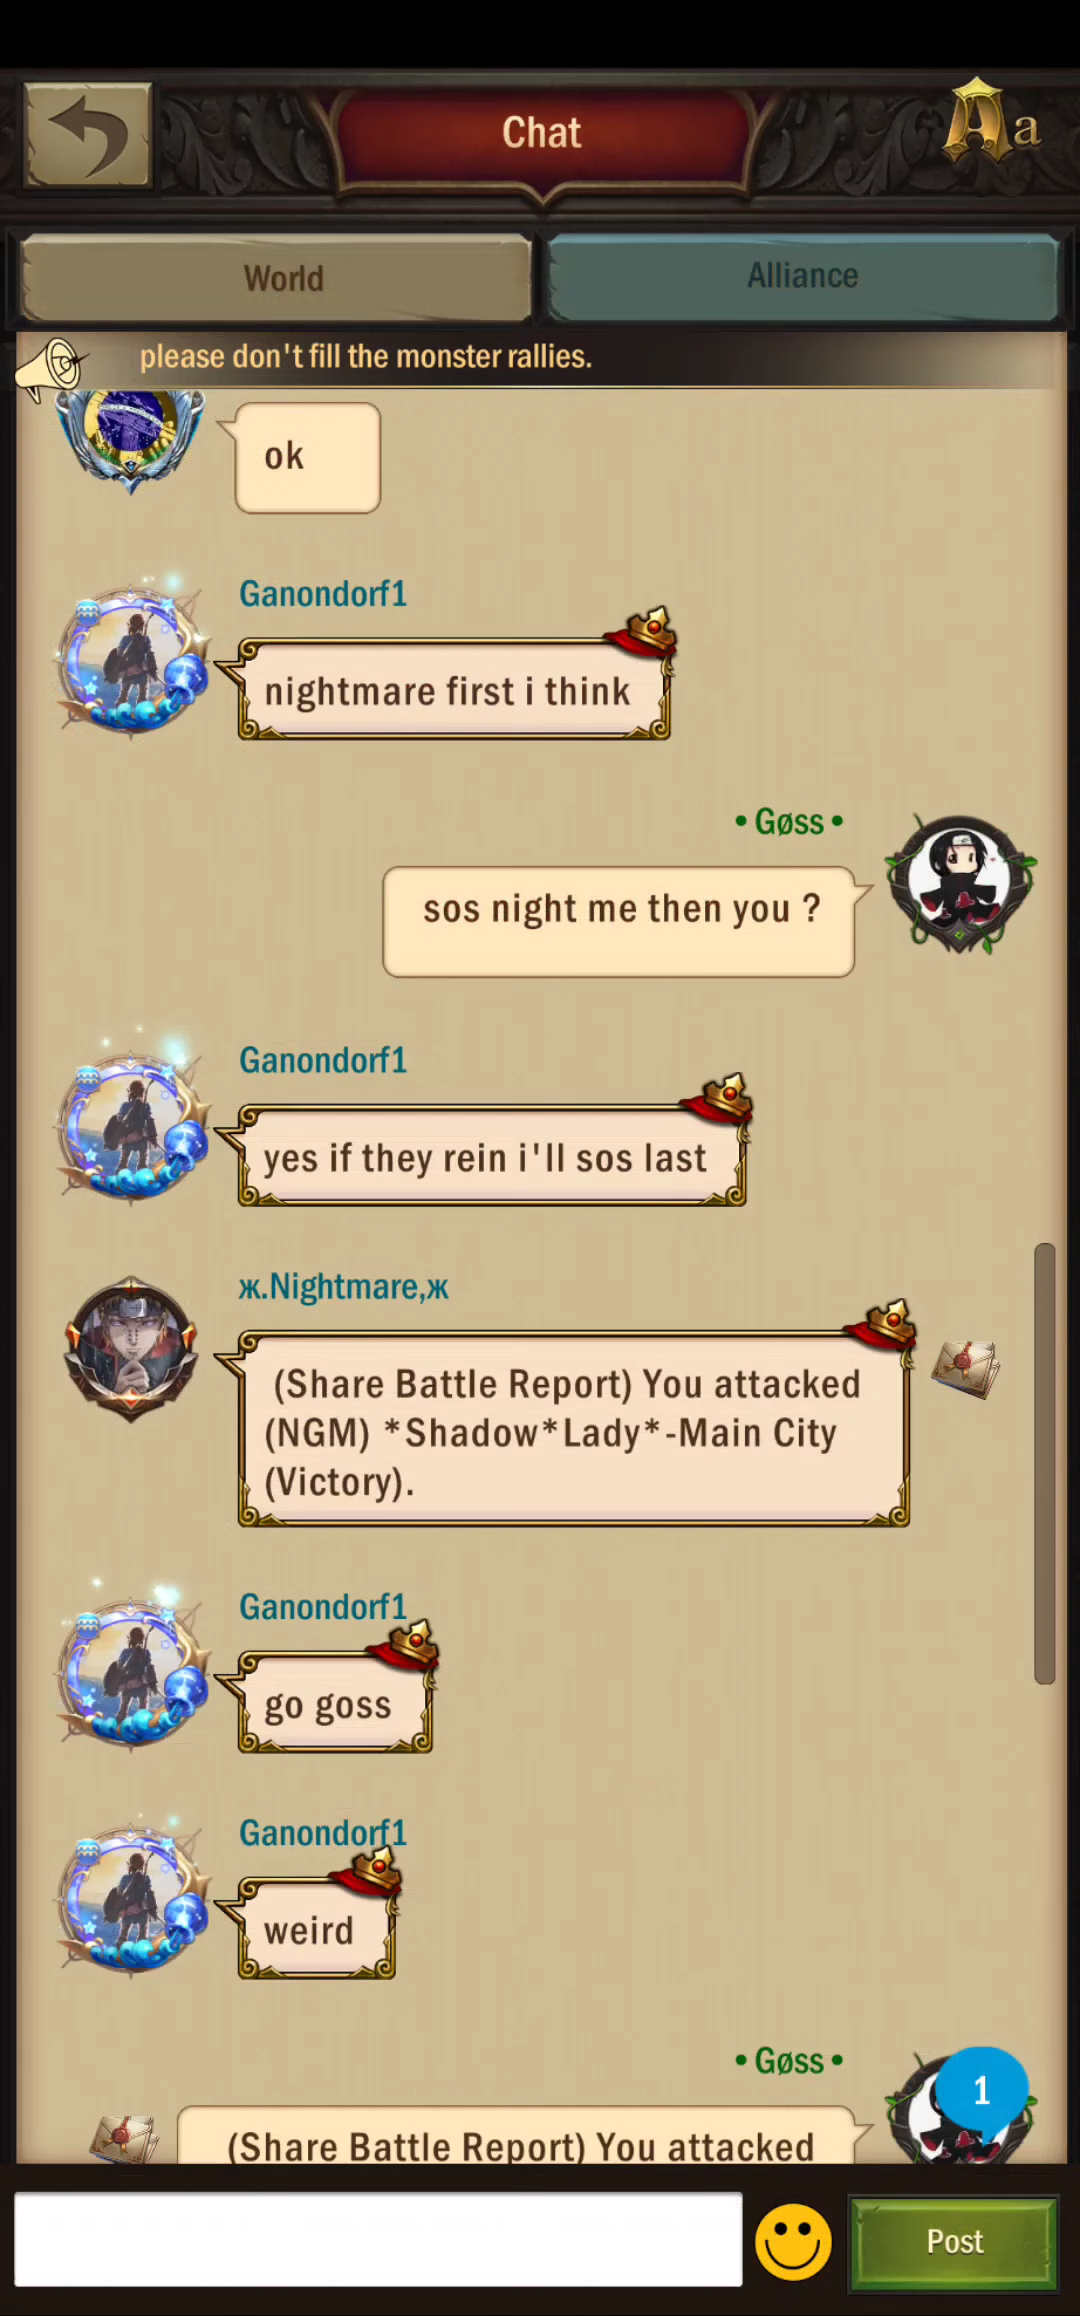 Chat
Aa
World
Alliance
please don't fill the monster rallies.
ok
Ganondorf1
nightmare first i think
• Gøss •
sos night me then you ?
Ganondorf1
yes if they rein i'll sos last
ж.Nightmare,ж
(Share Battle Report) You attacked
(NGM) *Shadow*Lady*-Main City
(Victory).
Ganondorf1
go goss
Ganondorf1
weird
• Gøss •
1
(Share Battle Report) You attacked
Post